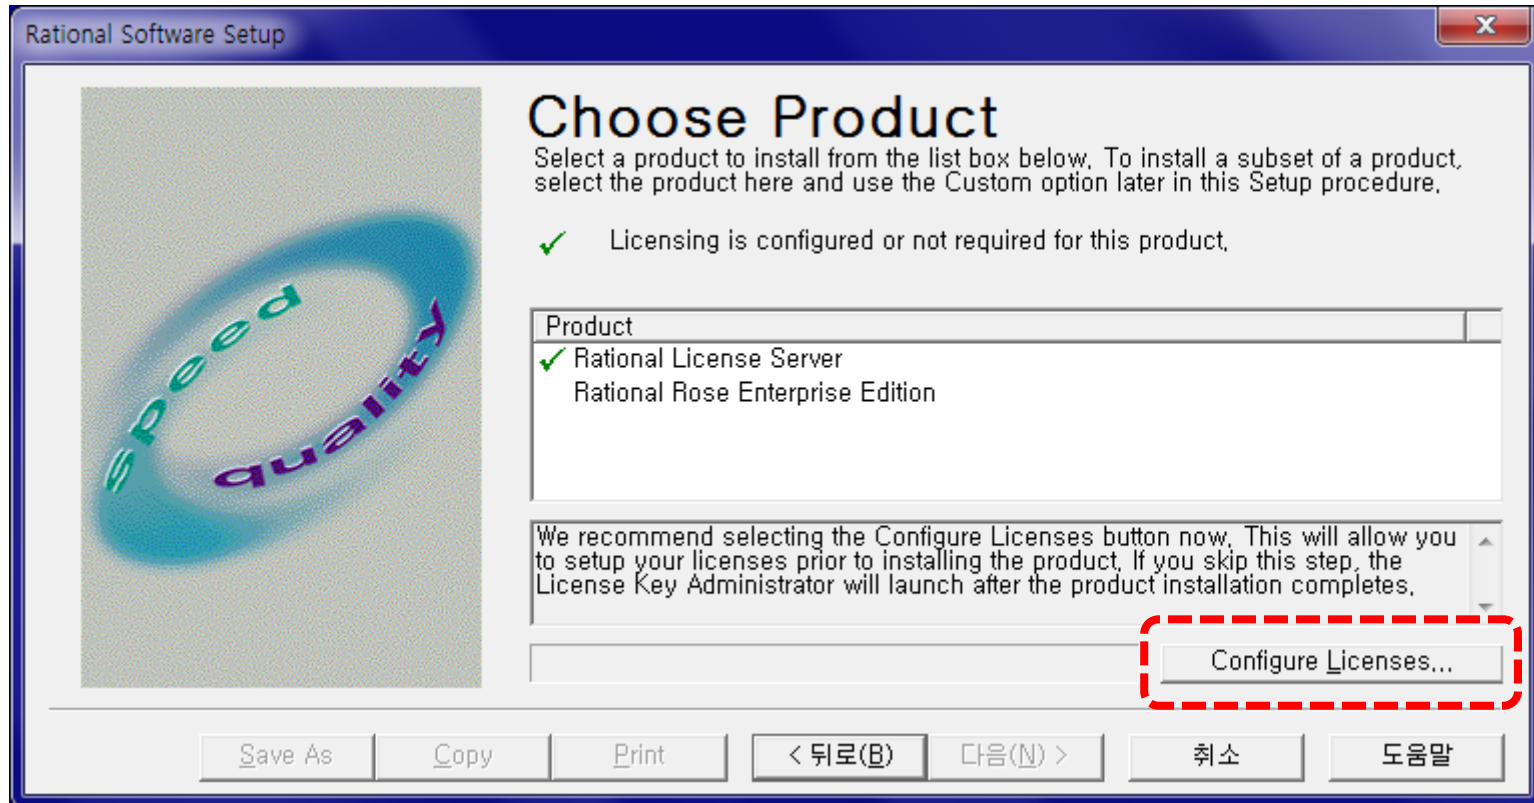 Rational Software Setup
Choose Product
Select a product to install from the list box below. To install a subset of a product,
select the product here and use the Custom option later in this Setup procedure.
Licensing is configured or not required for this product.
speed
quality
Product
Rational License Server
Rational Rose Enterprise Edition
We recommend selecting the Configure Licenses button now. This will allow you
to setup your licenses prior to installing the product. If you skip this step, the
License Key Administrator will launch after the product installation completes.
Configure Licenses...
Save As
Copy
Print
< 뒤로(B)
다음(N) >
취소
도움말